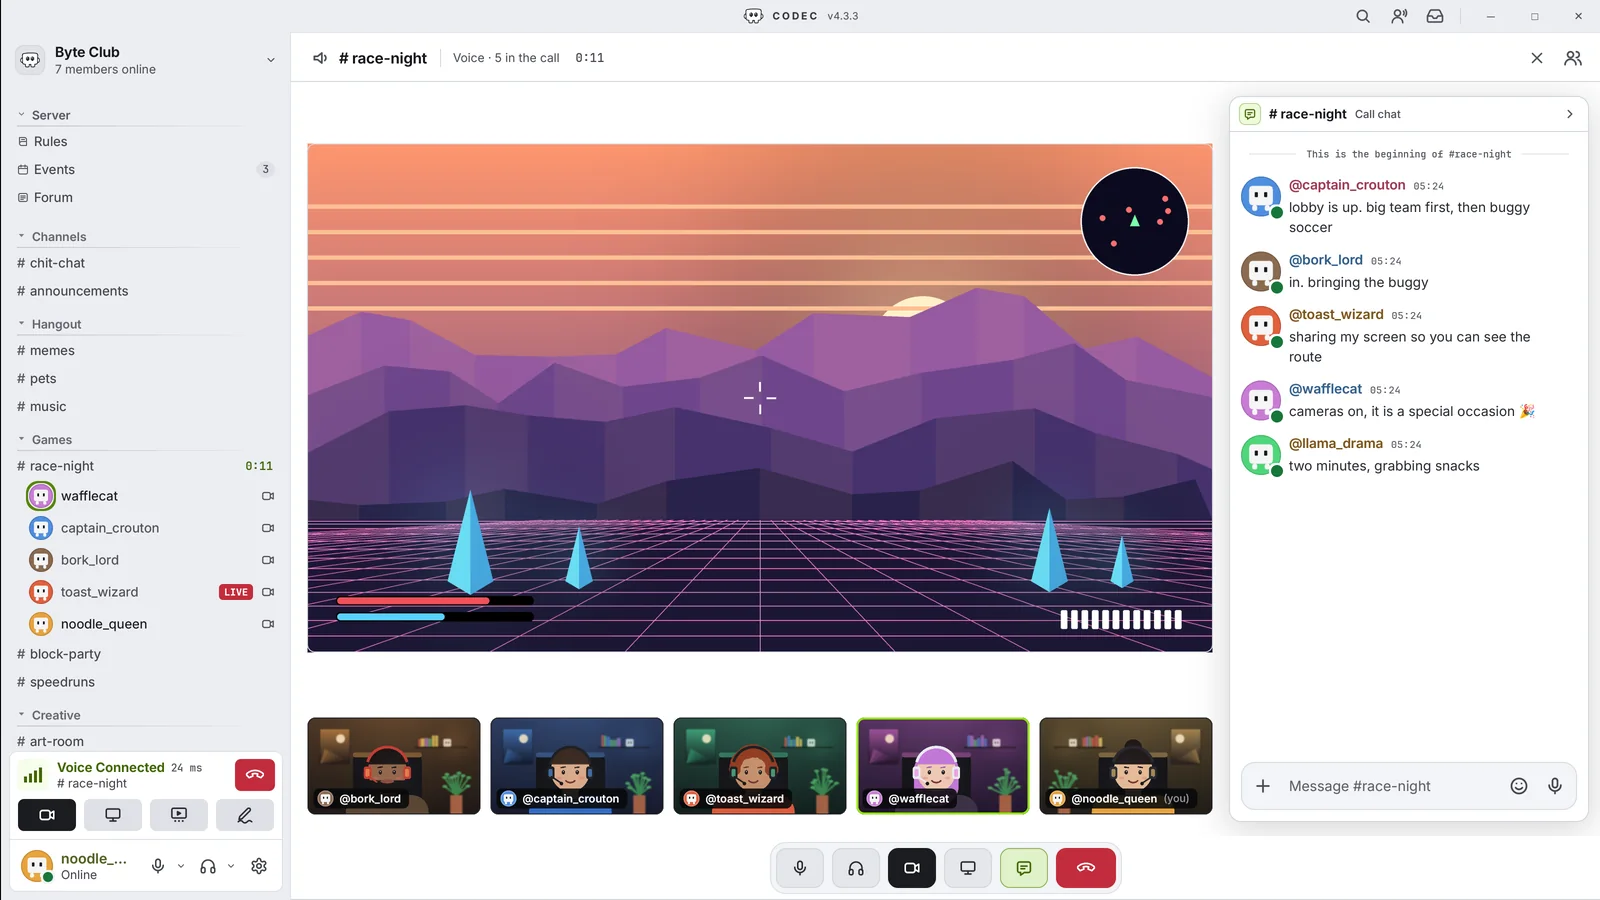 CODEC v4.3.3
Byte Club
7 members online
Server
Rules
Events 3
Forum
Channels
# chit-chat
# announcements
Hangout
# memes
# pets
# music
Games
# race-night 0:11
wafflecat
captain_crouton
bork_lord
toast_wizard LIVE
noodle_queen
# block-party
# speedruns
Creative
# art-room
Voice Connected 24 ms
# race-night
noodle_...
Online
# race-night Voice · 5 in the call 0:11
@bork_lord
@captain_crouton
@toast_wizard
@wafflecat
@noodle_queen (you)
# race-night Call chat
This is the beginning of #race-night
@captain_crouton 05:24
lobby is up. big team first, then buggy
soccer
@bork_lord 05:24
in. bringing the buggy
@toast_wizard 05:24
sharing my screen so you can see the
route
@wafflecat 05:24
cameras on, it is a special occasion 🎉
@llama_drama 05:24
two minutes, grabbing snacks
Message #race-night